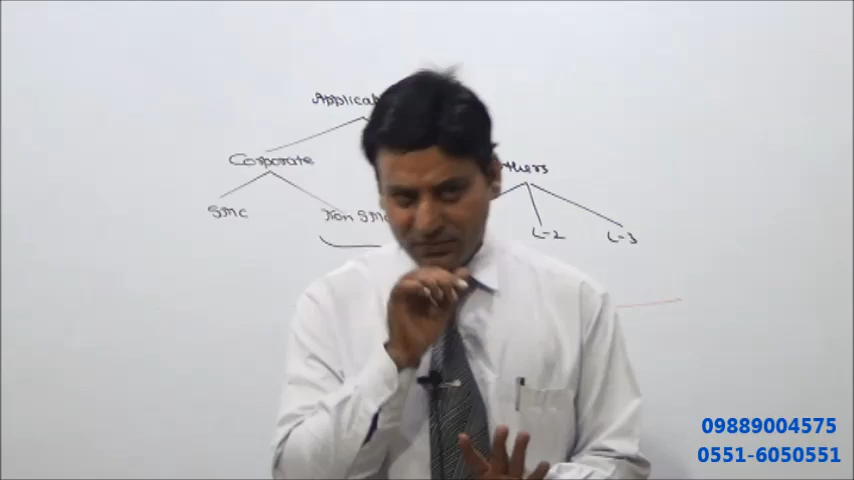 Applicab
Corporate
thers
SMC
Non SMC
L-2
L-3
09889004575
0551-6050551